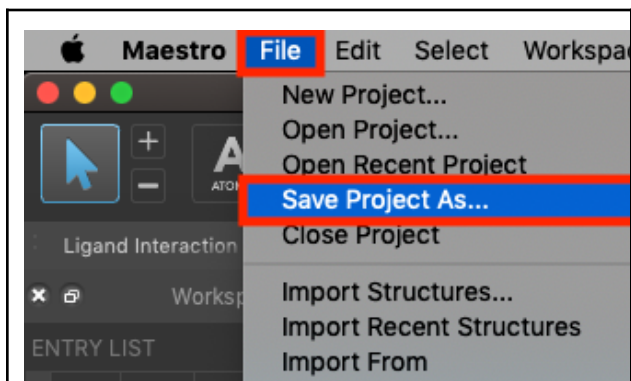 Maestro File Edit Select Workspa
New Project...
Open Project...
Open Recent Project
Save Project As...
Close Project
Import Structures...
Import Recent Structures
Import From
+
A
ATO
Ligand Interaction
Worksp
ENTRY LIST